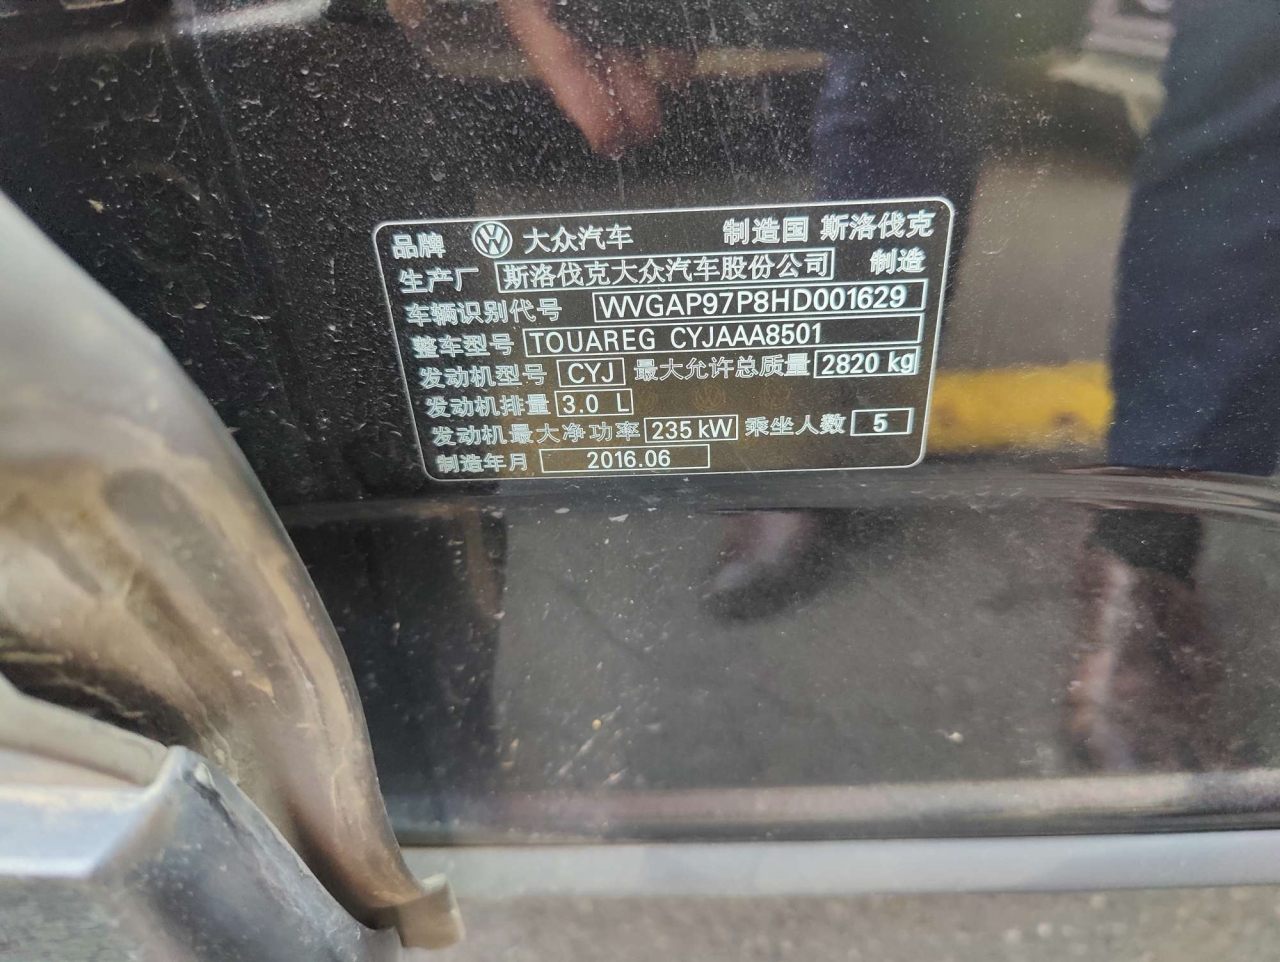 品牌 大众汽车 制造国 斯洛伐克
生产厂 斯洛伐克大众汽车股份公司 制造
车辆识别代号 WVGAP97P8HD001629
整车型号 TOUAREG CYJAAA8501
发动机型号 CYJ 最大允许总质量 2820 kg
发动机排量 3.0 L
发动机最大净功率 235 kW 乘坐人数 5
制造年月 2016.06